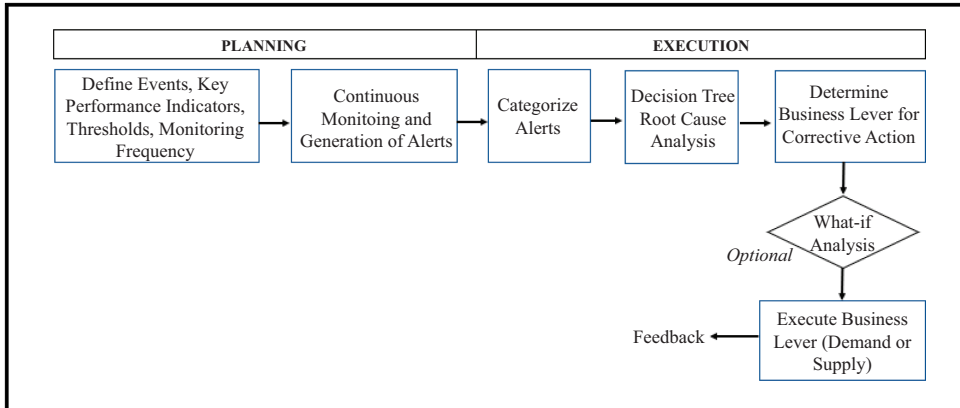 PLANNING
EXECUTION
Define Events, Key
Performance Indicators,
Thresholds, Monitoring
Frequency
Continuous
Monitoing and
Generation of Alerts
Categorize
Alerts
Decision Tree
Root Cause
Analysis
Determine
Business Lever for
Corrective Action
What-if
Analysis
Optional
Execute Business
Lever (Demand or
Supply)
Feedback